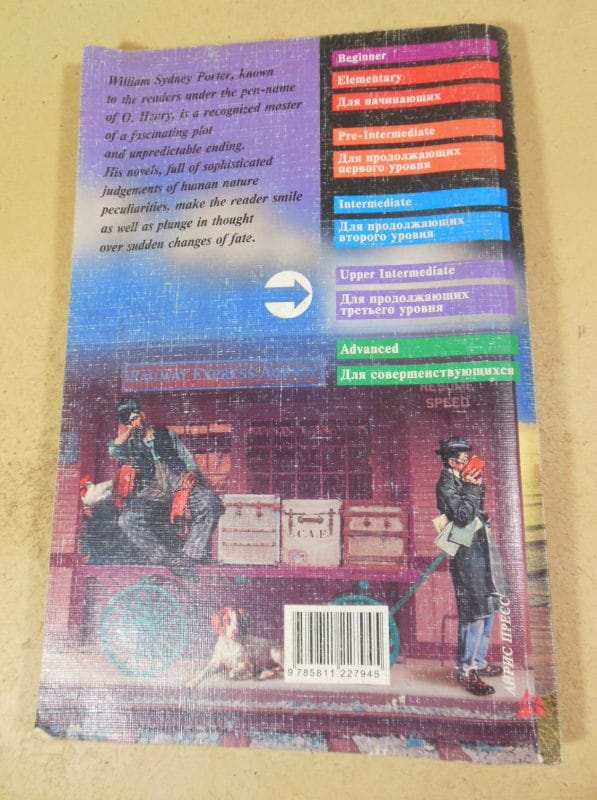 William Sydney Porter, known
to the readers under the pen-name
of O. Henry, is a recognized master
of a fascinating plot
and unpredictable ending.
His novels, full of sophisticated
judgements of human nature
peculiarities, make the reader smile
as well as plunge in thought
over sudden changes of fate.
Beginner
Elementary
Для начинающих
Pre-Intermediate
Для продолжающих
первого уровня
Intermediate
Для продолжающих
второго уровня
Upper Intermediate
Для продолжающих
третьего уровня
Advanced
Для совершенствующихся
Railway Express Agency
SPEED
C.A.E.
9 785811 227945
АЙРИС ПРЕСС